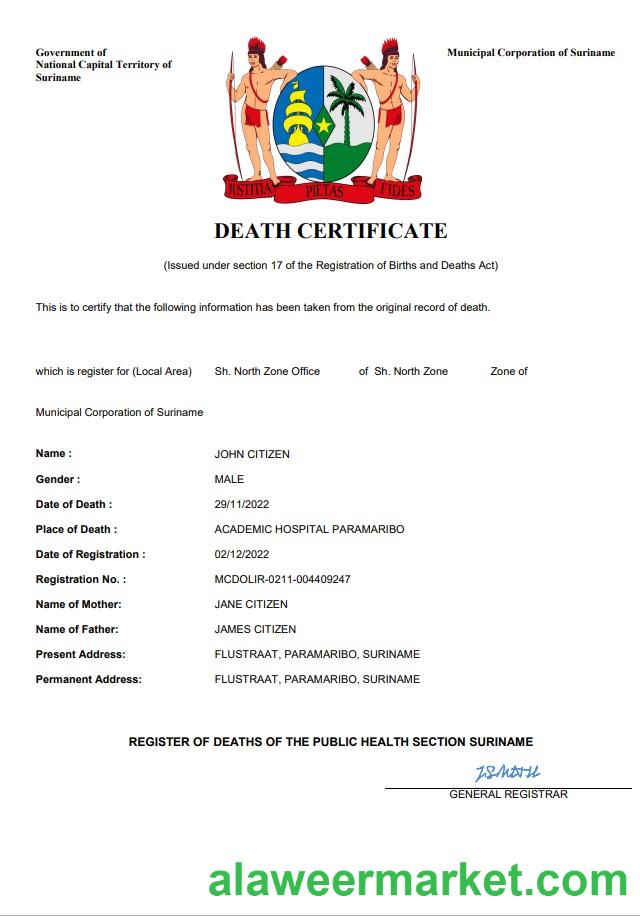 Government of
National Capital Territory of
Suriname
Municipal Corporation of Suriname
JUSTITIA PIETAS FIDES
DEATH CERTIFICATE
(Issued under section 17 of the Registration of Births and Deaths Act)
This is to certify that the following information has been taken from the original record of death.
which is register for (Local Area) Sh. North Zone Office of Sh. North Zone Zone of
Municipal Corporation of Suriname
Name : JOHN CITIZEN
Gender : MALE
Date of Death : 29/11/2022
Place of Death : ACADEMIC HOSPITAL PARAMARIBO
Date of Registration : 02/12/2022
Registration No. : MCDOLIR-0211-004409247
Name of Mother: JANE CITIZEN
Name of Father: JAMES CITIZEN
Present Address: FLUSTRAAT, PARAMARIBO, SURINAME
Permanent Address: FLUSTRAAT, PARAMARIBO, SURINAME
REGISTER OF DEATHS OF THE PUBLIC HEALTH SECTION SURINAME
GENERAL REGISTRAR
alaweermarket.com